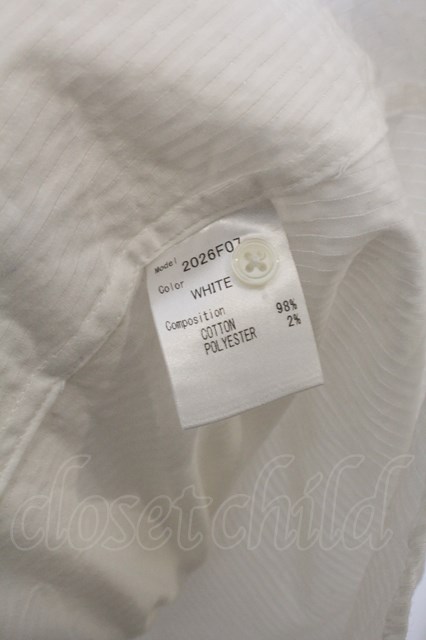 Model 2026F07
Color WHITE
Composition
COTTON 98%
POLYESTER 2%
closetchild